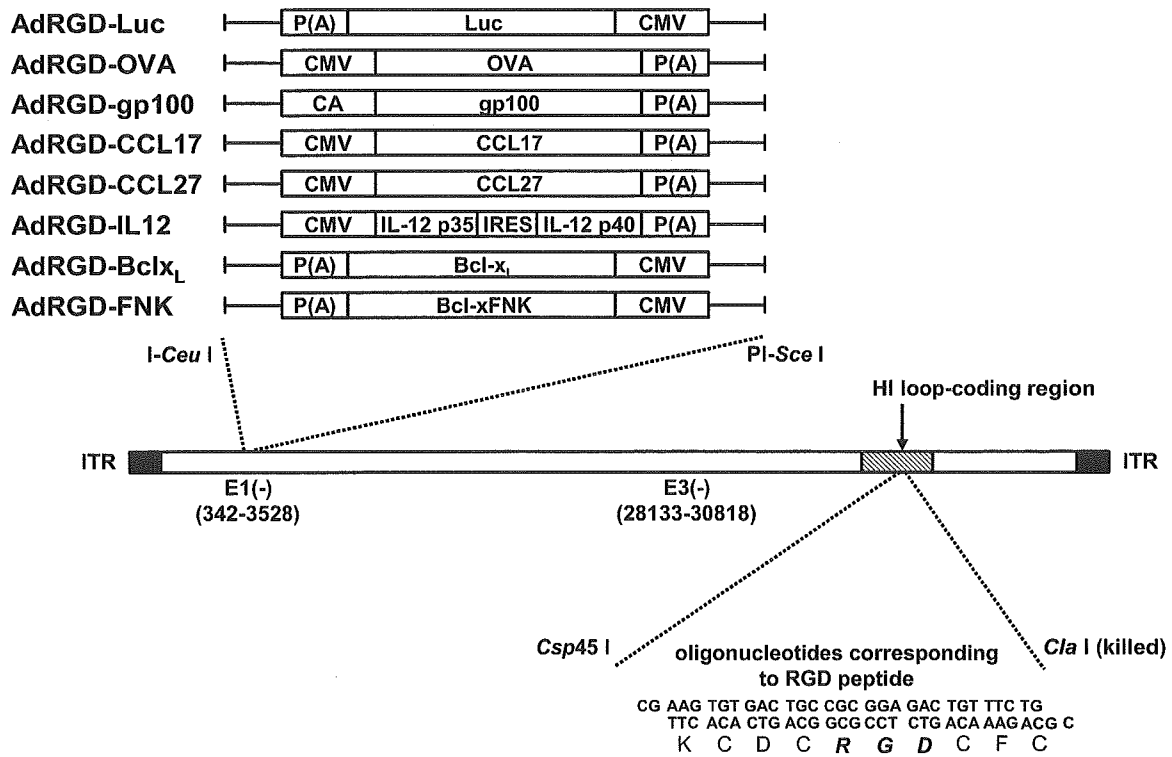 AdRGD-Luc P(A) Luc CMV
AdRGD-OVA CMV OVA P(A)
AdRGD-gp100 CA gp100 P(A)
AdRGD-CCL17 CMV CCL17 P(A)
AdRGD-CCL27 CMV CCL27 P(A)
AdRGD-IL12 CMV IL-12 p35 IRES IL-12 p40 P(A)
AdRGD-BclxL P(A) Bcl-xL CMV
AdRGD-FNK P(A) Bcl-xFNK CMV
I-Ceu I PI-Sce I
HI loop-coding region
ITR ITR
E1(-) E3(-)
(342-3528) (28133-30818)
Csp45 I Cla I (killed)
oligonucleotides corresponding
to RGD peptide
CG AAG TGT GAC TGC CGC GGA GAC TGT TTC TG
TTC ACA CTG ACG GCG CCT CTG ACA AAG ACG C
K C D C R G D C F C